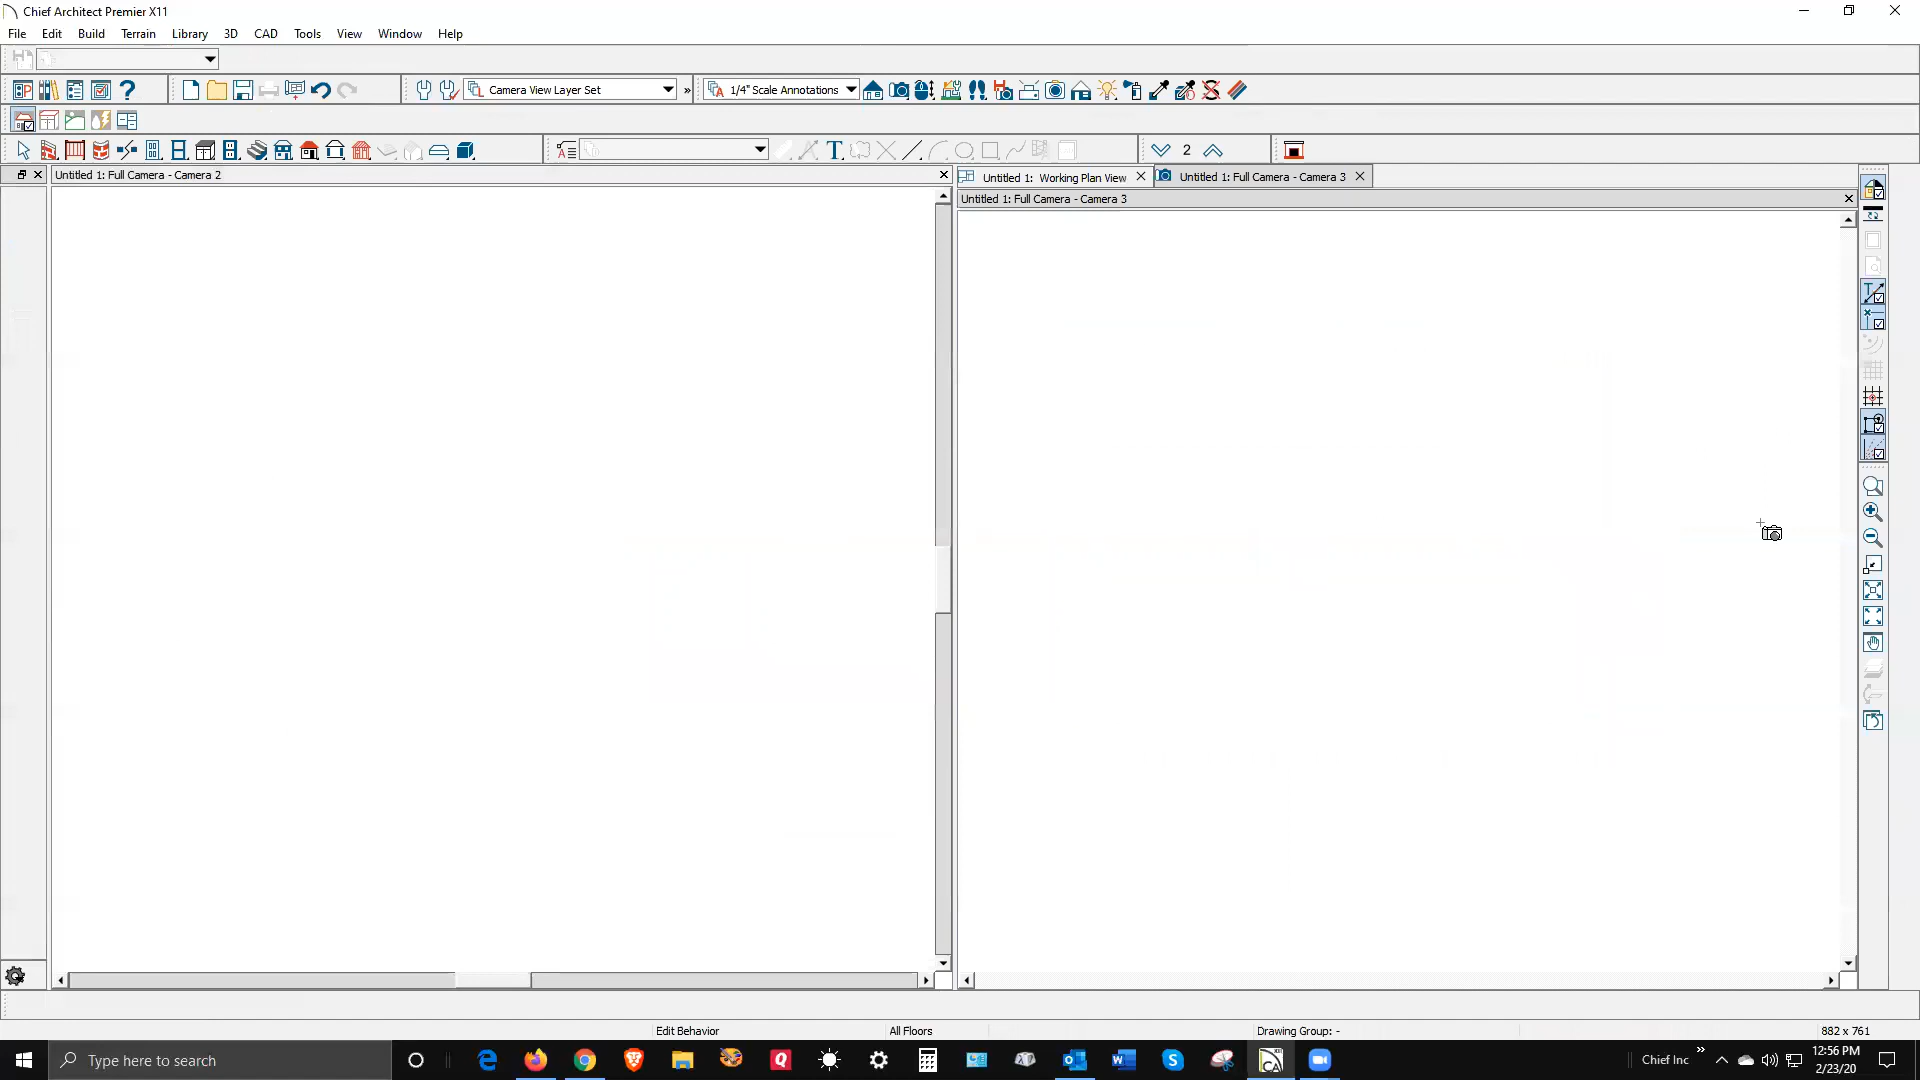 Chief Architect Premier X11
File Edit Build Terrain Library 3D CAD Tools View Window Help
Camera View Layer Set » 1/4" Scale Annotations
2
Untitled 1: Full Camera - Camera 2
Untitled 1: Working Plan View Untitled 1: Full Camera - Camera 3
Untitled 1: Full Camera - Camera 3
Edit Behavior All Floors Drawing Group: - 882 x 761
Type here to search
Chief Inc »
12:56 PM
2/23/20